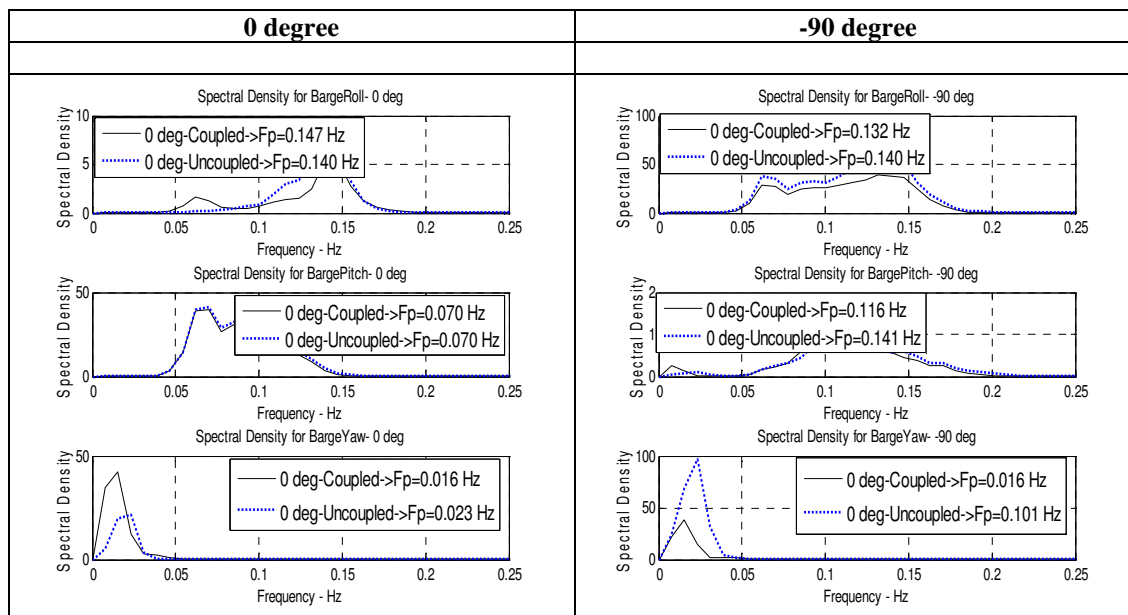 0 degree
-90 degree
Spectral Density for BargeRoll- 0 deg
10
5
0
Spectral Density
0 deg-Coupled->Fp=0.147 Hz
0 deg-Uncoupled->Fp=0.140 Hz
0 0.05 0.1 0.15 0.2 0.25
Frequency - Hz
Spectral Density for BargePitch- 0 deg
50
0
Spectral Density
0 deg-Coupled->Fp=0.070 Hz
0 deg-Uncoupled->Fp=0.070 Hz
0 0.05 0.1 0.15 0.2 0.25
Frequency - Hz
Spectral Density for BargeYaw- 0 deg
50
0
Spectral Density
0 deg-Coupled->Fp=0.016 Hz
0 deg-Uncoupled->Fp=0.023 Hz
0 0.05 0.1 0.15 0.2 0.25
Frequency - Hz
Spectral Density for BargeRoll- -90 deg
100
50
0
Spectral Density
0 deg-Coupled->Fp=0.132 Hz
0 deg-Uncoupled->Fp=0.140 Hz
0 0.05 0.1 0.15 0.2 0.25
Frequency - Hz
Spectral Density for BargePitch- -90 deg
2
1
0
Spectral Density
0 deg-Coupled->Fp=0.116 Hz
0 deg-Uncoupled->Fp=0.141 Hz
0 0.05 0.1 0.15 0.2 0.25
Frequency - Hz
Spectral Density for BargeYaw- -90 deg
100
50
0
Spectral Density
0 deg-Coupled->Fp=0.016 Hz
0 deg-Uncoupled->Fp=0.101 Hz
0 0.05 0.1 0.15 0.2 0.25
Frequency - Hz